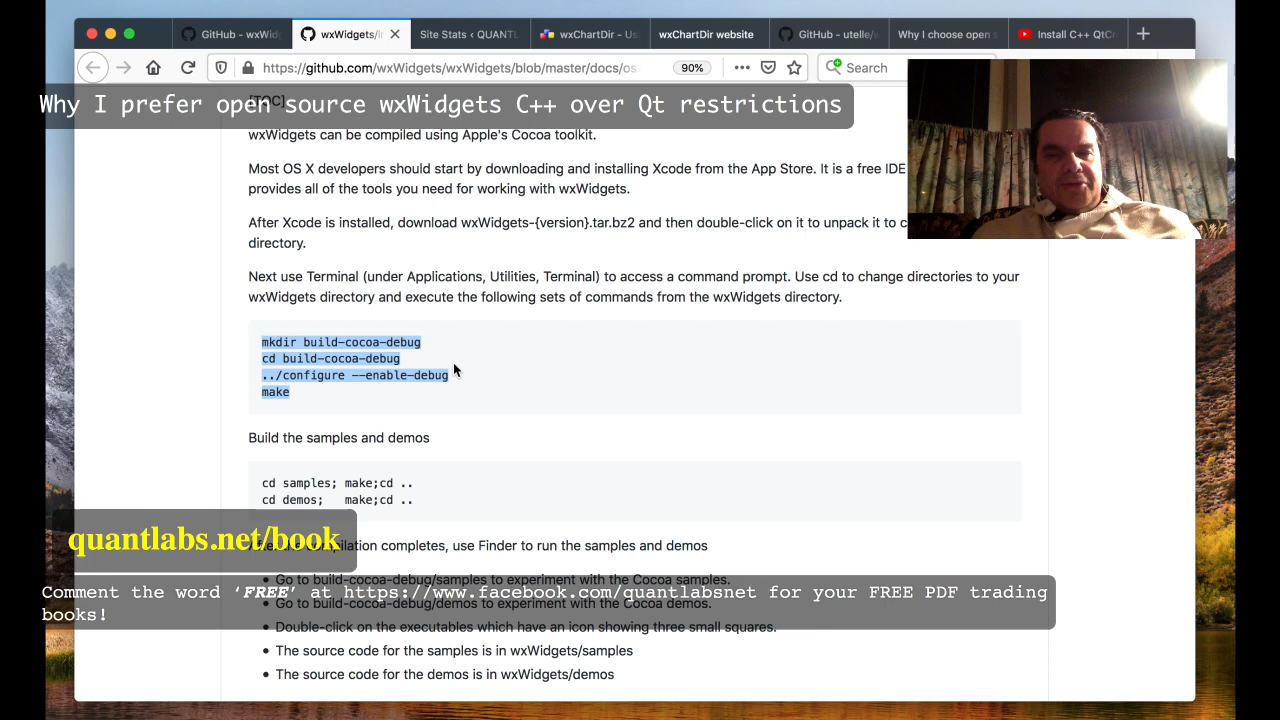 GitHub - wxWidg
wxWidgets/in
Site Stats ‹ QUANTL
wxChartDir - Us
wxChartDir website
GitHub - utelle/w
Why I choose open s
Install C++ QtCr
https://github.com/wxWidgets/wxWidgets/blob/master/docs/os
90%
Search
[TOC]
Why I prefer open source wxWidgets C++ over Qt restrictions
wxWidgets can be compiled using Apple's Cocoa toolkit.
Most OS X developers should start by downloading and installing Xcode from the App Store. It is a free IDE
provides all of the tools you need for working with wxWidgets.
After Xcode is installed, download wxWidgets-{version}.tar.bz2 and then double-click on it to unpack it to c
directory.
Next use Terminal (under Applications, Utilities, Terminal) to access a command prompt. Use cd to change directories to your
wxWidgets directory and execute the following sets of commands from the wxWidgets directory.
mkdir build-cocoa-debug
cd build-cocoa-debug
../configure --enable-debug
make
Build the samples and demos
cd samples; make;cd ..
cd demos;   make;cd ..
quantlabs.net/book
compilation completes, use Finder to run the samples and demos
Go to build-cocoa-debug/samples to experiment with the Cocoa samples.
Comment the word ‘FREE’ at https://www.facebook.com/quantlabsnet for your FREE PDF trading
books!
Go to build-cocoa-debug/demos to experiment with the Cocoa demos.
Double-click on the executables which have an icon showing three small squares.
The source code for the samples is in wxWidgets/samples
The source code for the demos is in wxWidgets/demos